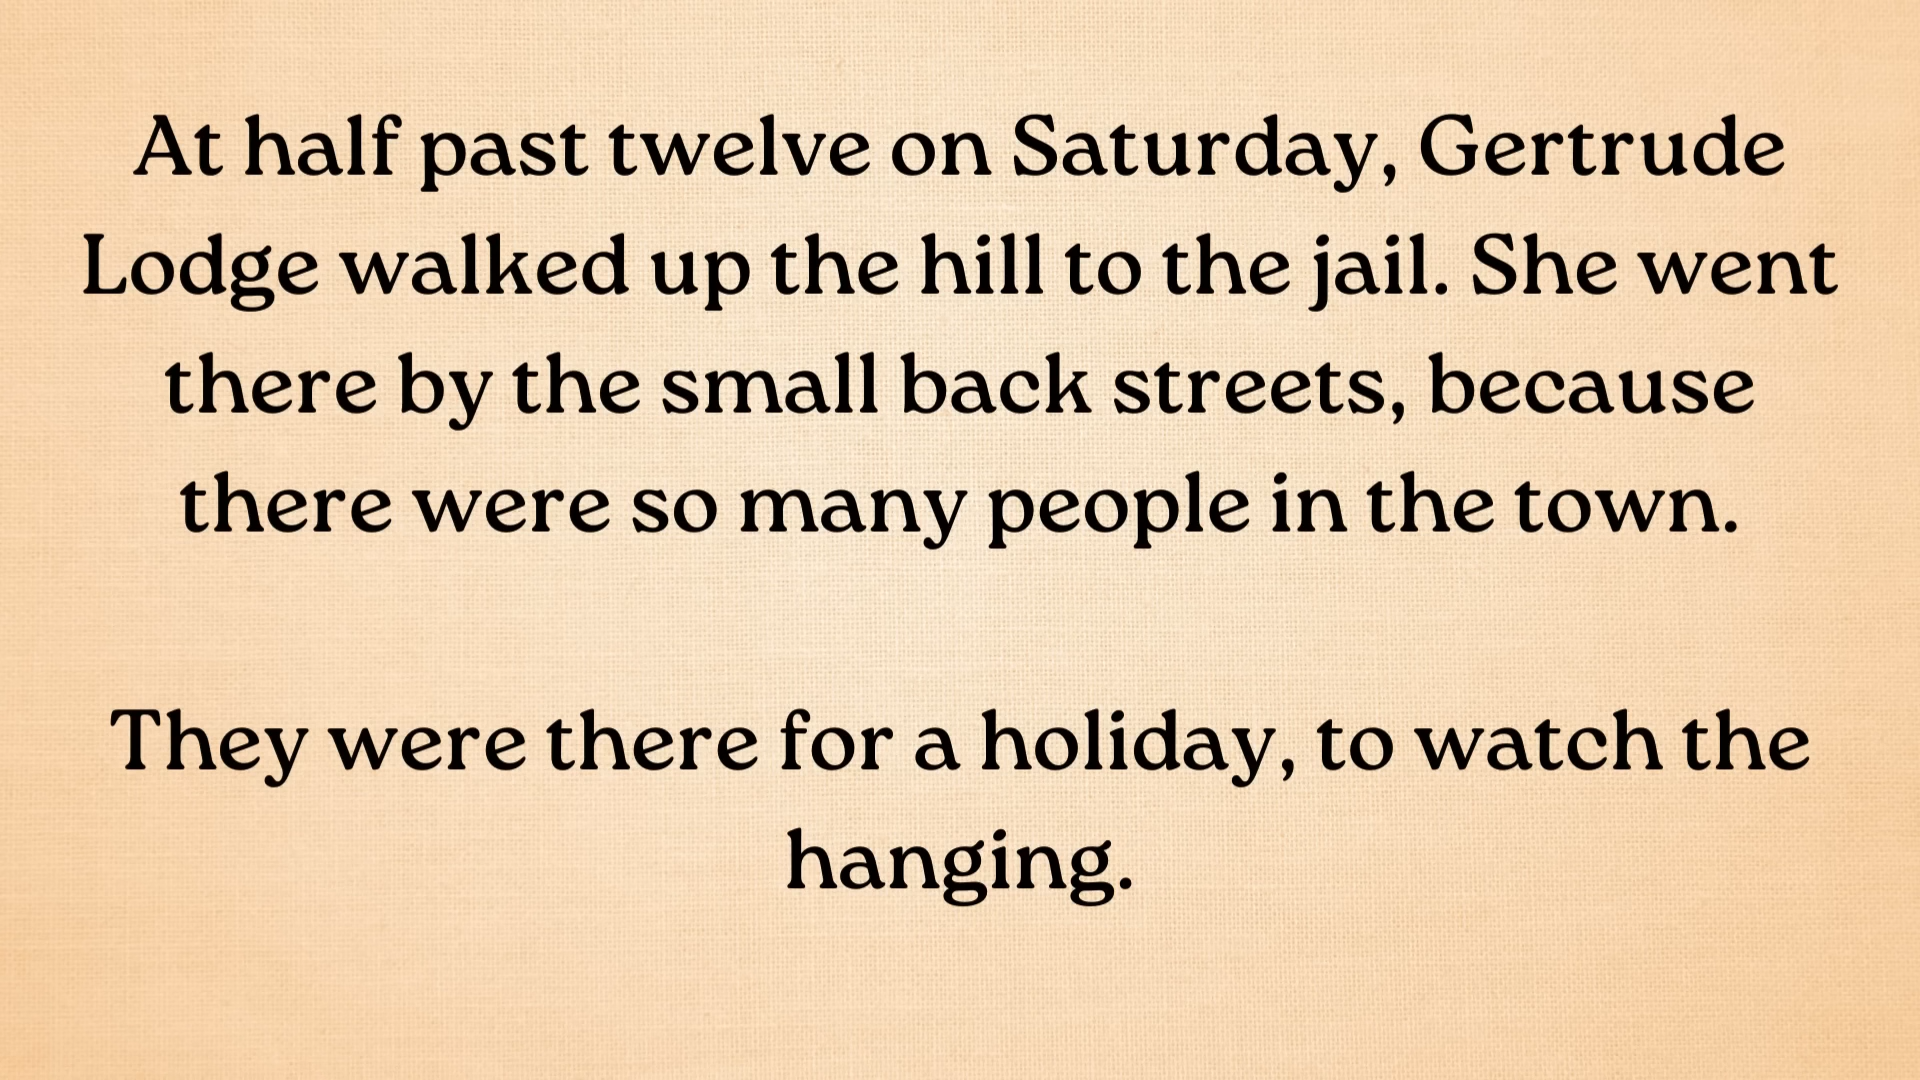 At half past twelve on Saturday, Gertrude
Lodge walked up the hill to the jail. She went
there by the small back streets, because
there were so many people in the town.
They were there for a holiday, to watch the
hanging.